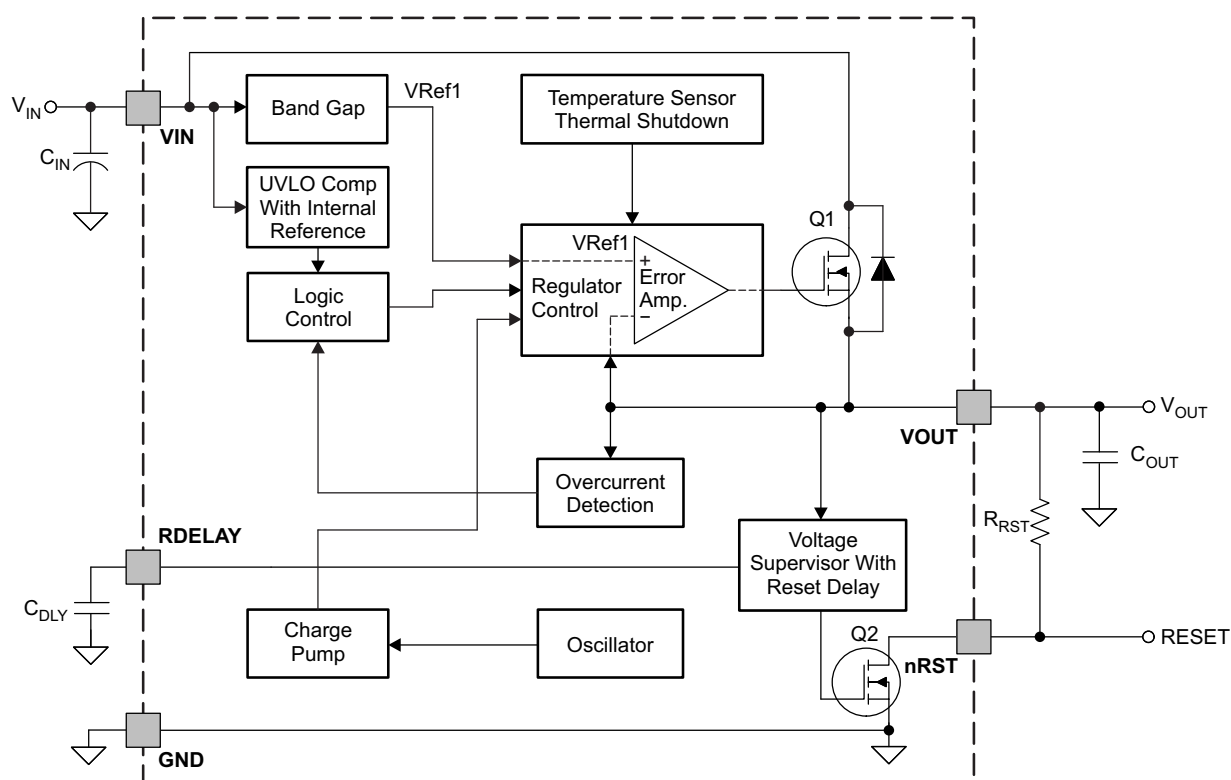 V_IN
VIN
C_IN
Band Gap
VRef1
Temperature Sensor
Thermal Shutdown
UVLO Comp
With Internal
Reference
Q1
VRef1
+
Error
Amp.
−
Regulator
Control
Logic
Control
VOUT
V_OUT
C_OUT
Overcurrent
Detection
R_RST
RDELAY
Voltage
Supervisor With
Reset Delay
C_DLY
Charge
Pump
Oscillator
Q2
nRST
RESET
GND